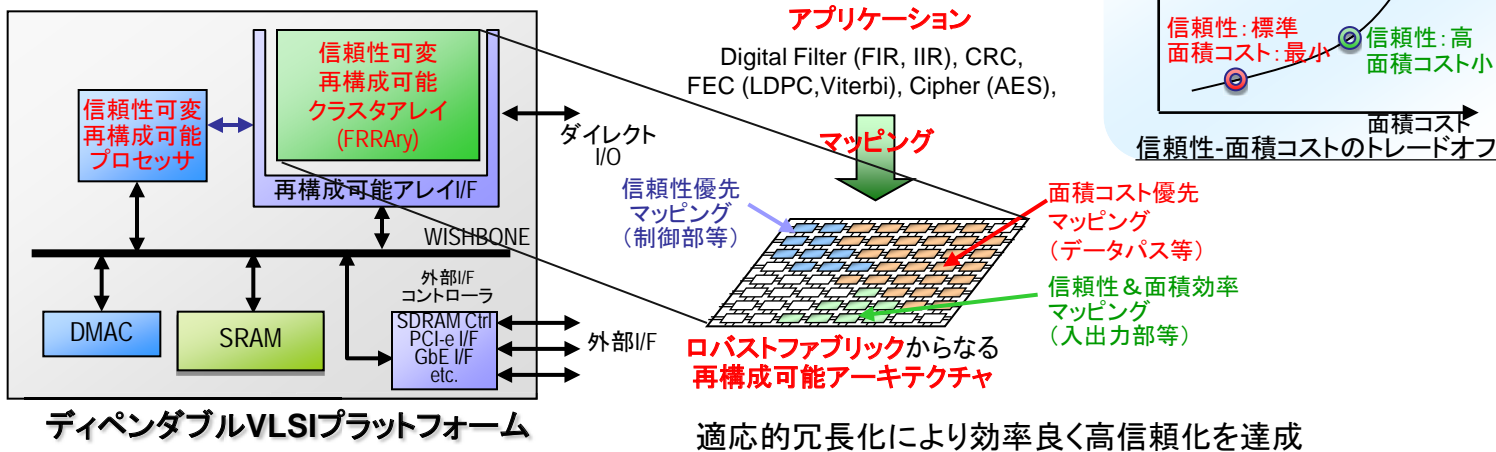 信頼性可変
再構成可能
クラスタアレイ
(FRRAry)
信頼性可変
再構成可能
プロセッサ
再構成可能アレイI/F
ダイレクト
I/O
WISHBONE
外部I/F
コントローラ
DMAC
SRAM
SDRAM Ctrl
PCI-e I/F
GbE I/F
etc.
外部I/F
ディペンダブルVLSIプラットフォーム
アプリケーション
Digital Filter (FIR, IIR), CRC,
FEC (LDPC,Viterbi), Cipher (AES),
マッピング
信頼性優先
マッピング
（制御部等）
面積コスト優先
マッピング
（データパス等）
信頼性＆面積効率
マッピング
（入出力部等）
ロバストファブリックからなる
再構成可能アーキテクチャ
適応的冗長化により効率良く高信頼化を達成
信頼性：標準
面積コスト：最小
信頼性：高
面積コスト小
面積コスト
信頼性-面積コストのトレードオフ